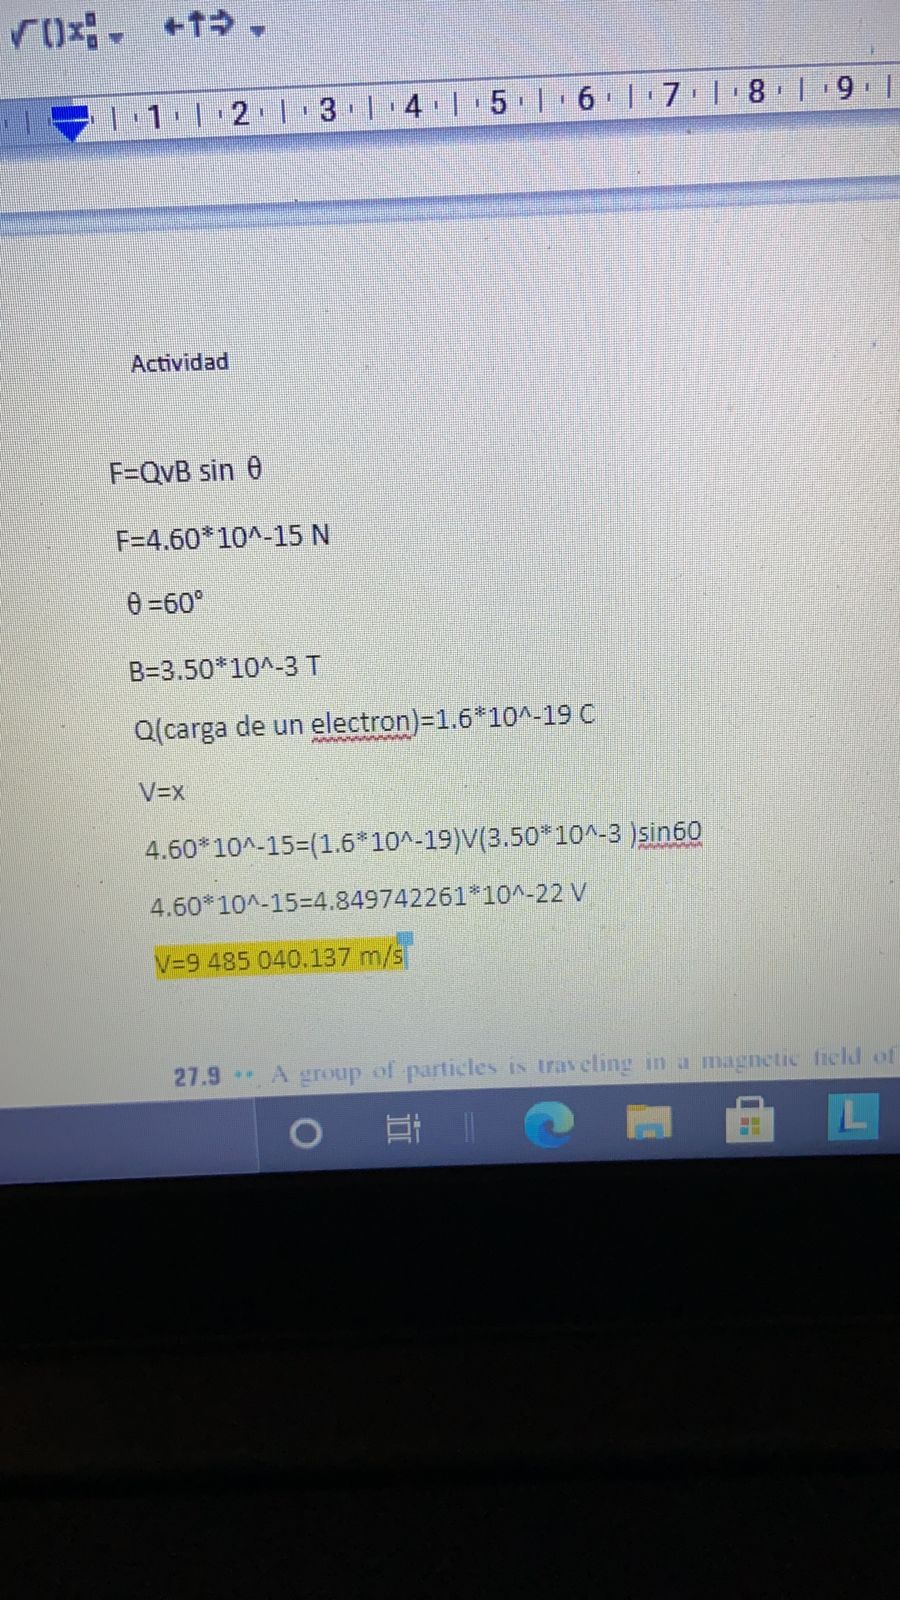 √()x
←↑⇒
1 2 3 4 5 6 7 8 9
Actividad
F=QvB sin θ
F=4.60*10^-15 N
θ =60°
B=3.50*10^-3 T
Q(carga de un electron)=1.6*10^-19 C
V=x
4.60*10^-15=(1.6*10^-19)V(3.50*10^-3 )sin60
4.60*10^-15=4.849742261*10^-22 V
V=9 485 040.137 m/s
27.9 •• A group of particles is traveling in a magnetic field of
L